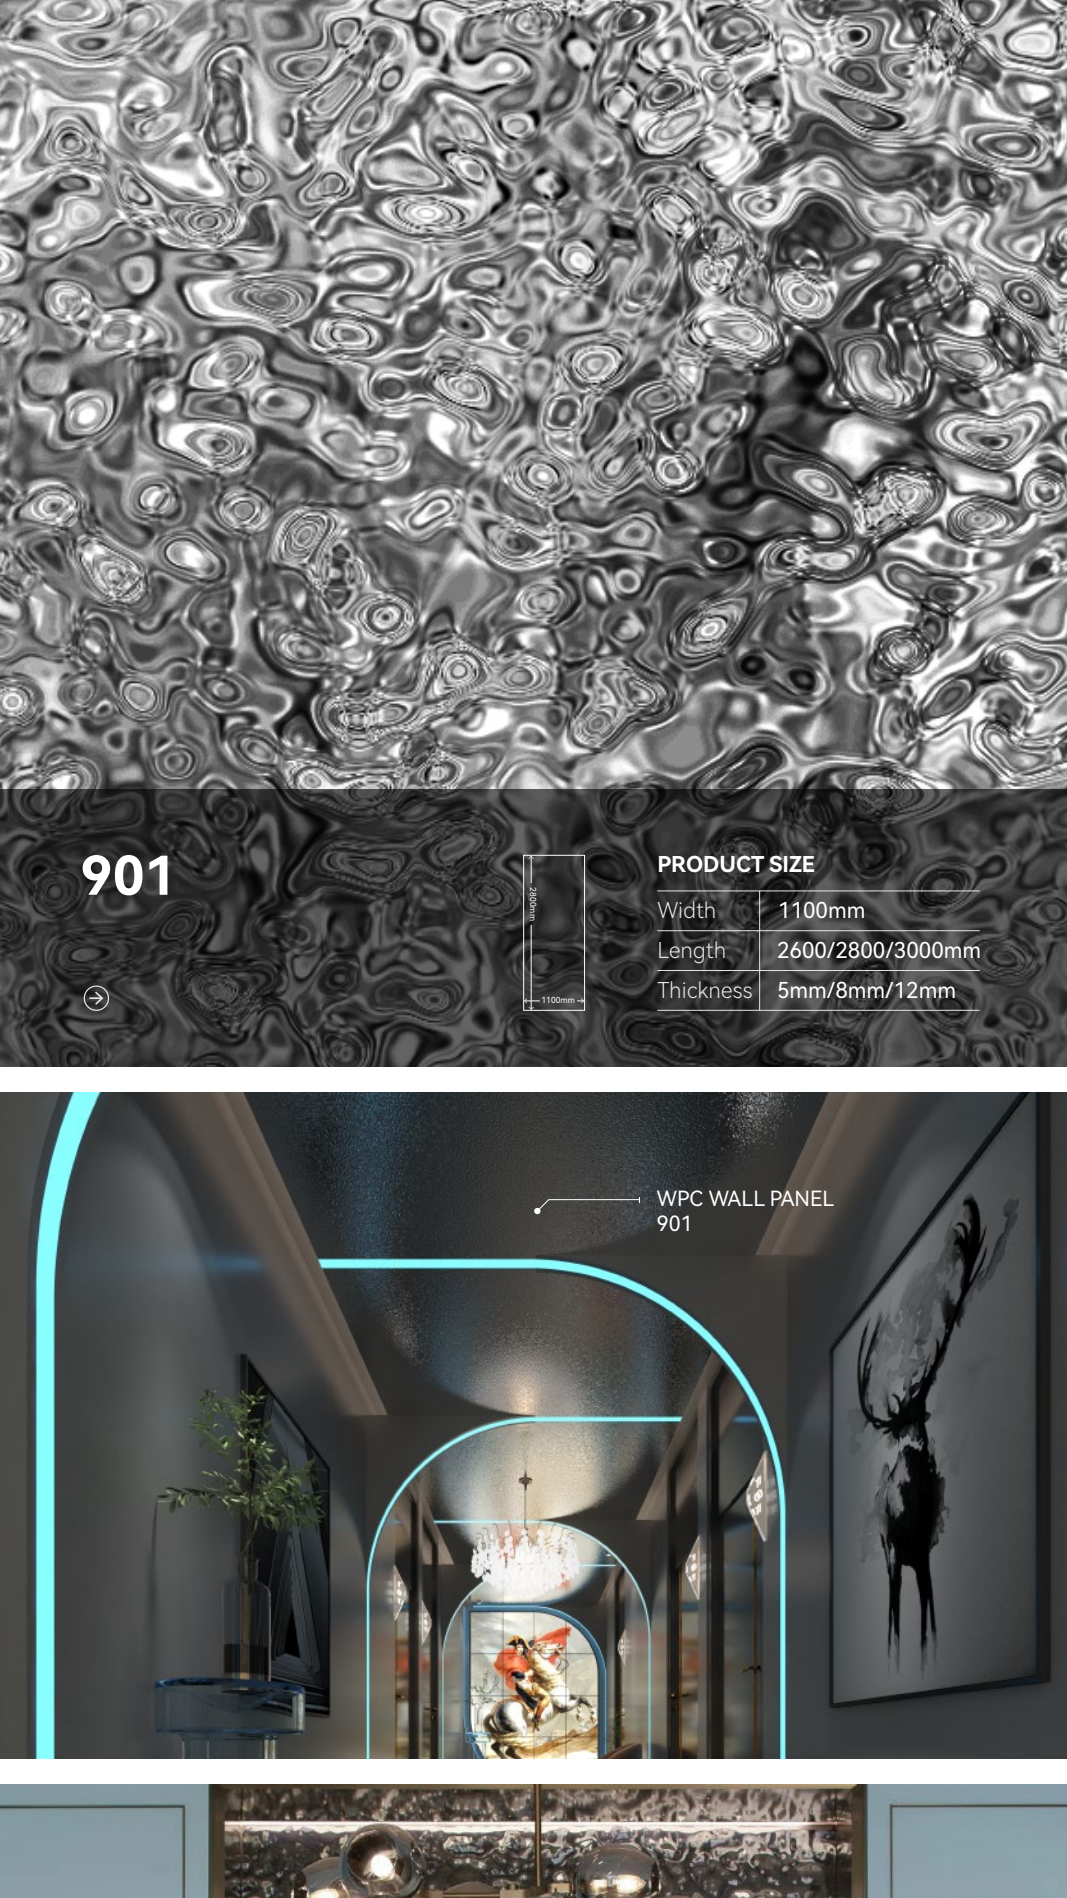 901
2800mm
1100mm
PRODUCT SIZE
Width 1100mm
Length 2600/2800/3000mm
Thickness 5mm/8mm/12mm
WPC WALL PANEL
901